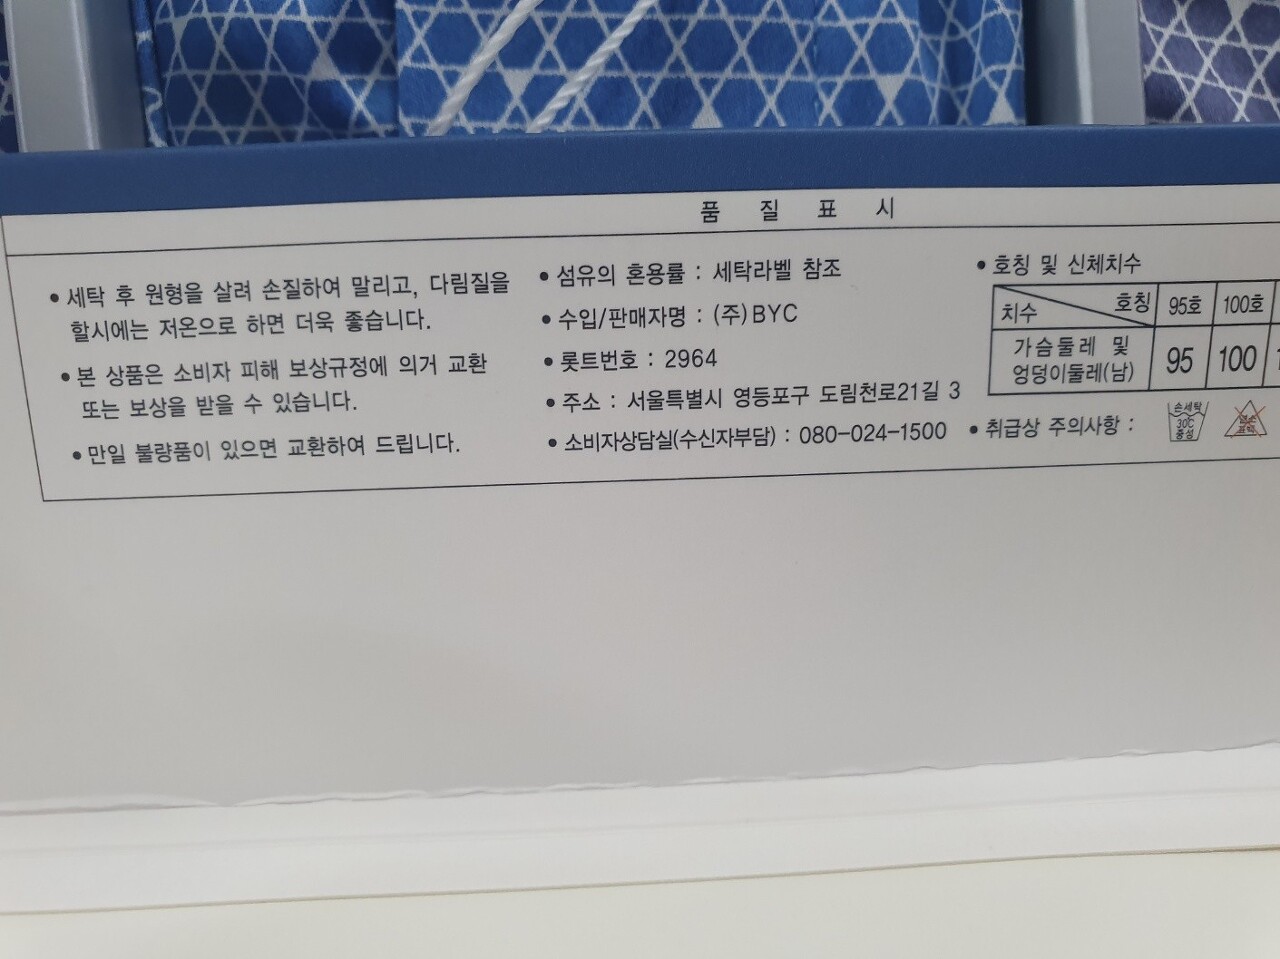 품 질 표 시
• 세탁 후 원형을 살려 손질하여 말리고, 다림질을
할시에는 저온으로 하면 더욱 좋습니다.
• 본 상품은 소비자 피해 보상규정에 의거 교환
또는 보상을 받을 수 있습니다.
• 만일 불량품이 있으면 교환하여 드립니다.
• 섬유의 혼용률 : 세탁라벨 참조
• 수입/판매자명 : (주)BYC
• 롯트번호 : 2964
• 주소 : 서울특별시 영등포구 도림천로21길 3
• 소비자상담실(수신자부담) : 080-024-1500
• 호칭 및 신체치수
치수 호칭 95호 100호
가슴둘레 및
엉덩이둘레(남) 95 100
• 취급상 주의사항 :
손세탁
30℃
중성